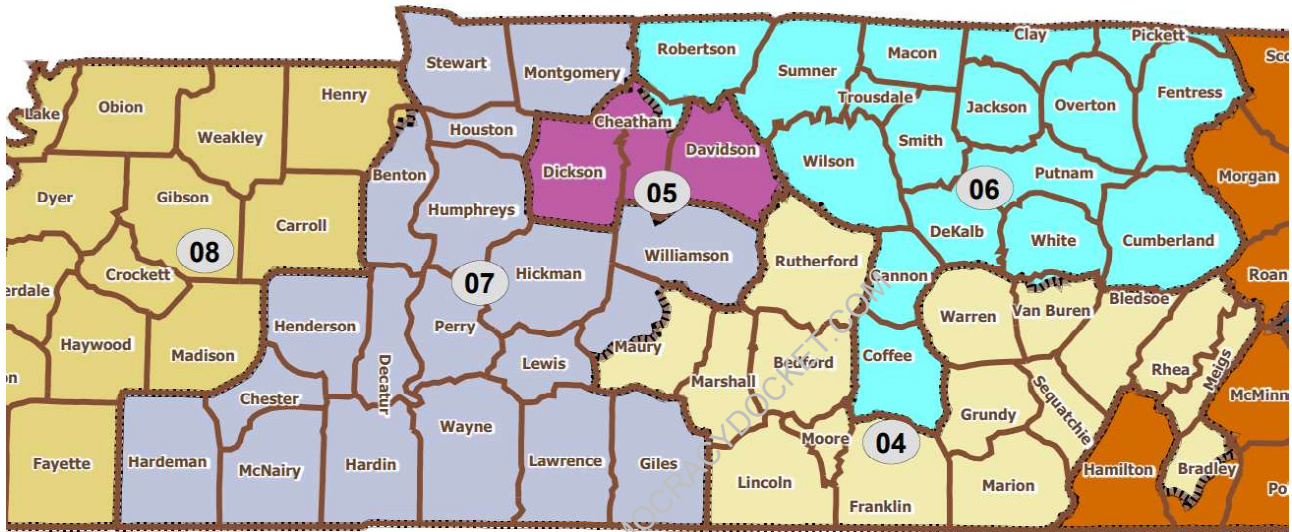 Stewart
Montgomery
Robertson
Sumner
Macon
Clay
Pickett
Lake
Obion
Weakley
Henry
Houston
Cheatham
Trousdale
Jackson
Overton
Fentress
Dickson
Davidson
Smith
Wilson
Benton
Dyer
Gibson
Carroll
Humphreys
05
06
Putnam
Morgan
08
07
Crockett
Hickman
Williamson
Rutherford
DeKalb
White
Cumberland
Cannon
Haywood
Madison
Henderson
Decatur
Perry
Lewis
Maury
Marshall
Bedford
Coffee
Warren
Van Buren
Bledsoe
Rhea
Meigs
Sequatchie
Grundy
Chester
Wayne
Moore
04
Fayette
Hardeman
McNairy
Hardin
Lawrence
Giles
Lincoln
Franklin
Marion
Hamilton
Bradley
MOCRACYDOCKET.COM